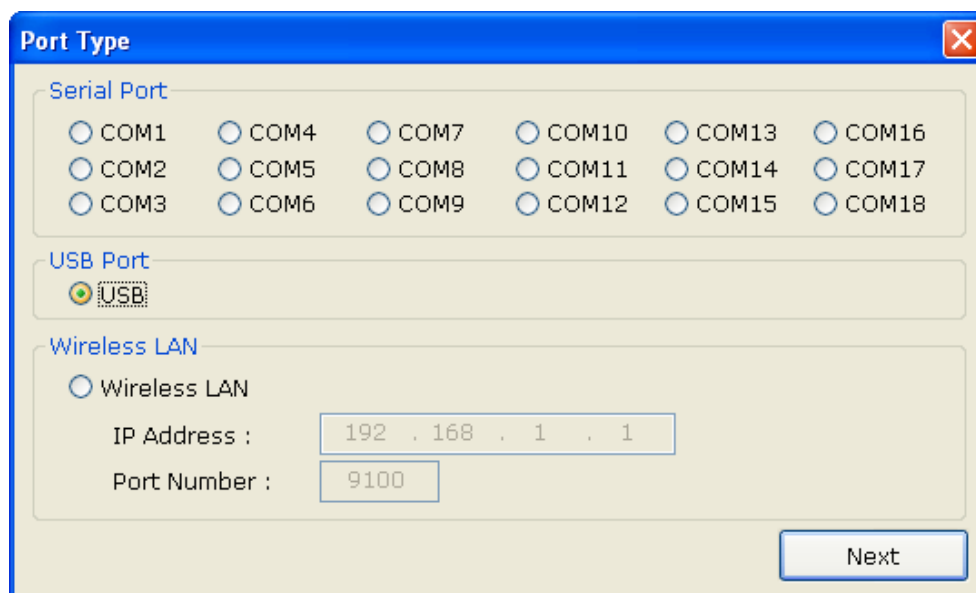 Port Type
Serial Port
COM1 COM4 COM7 COM10 COM13 COM16
COM2 COM5 COM8 COM11 COM14 COM17
COM3 COM6 COM9 COM12 COM15 COM18
USB Port
USB
Wireless LAN
Wireless LAN
IP Address : 192 . 168 . 1 . 1
Port Number : 9100
Next